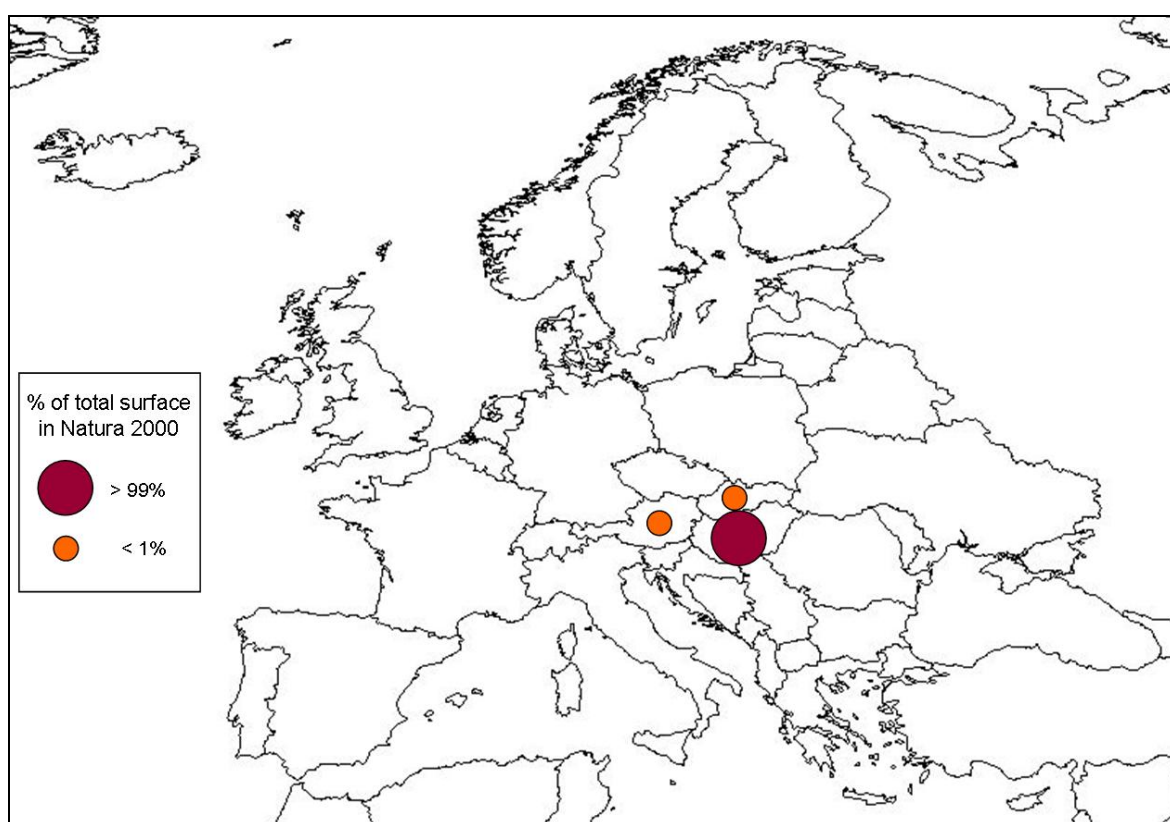 % of total surface
in Natura 2000
> 99%
< 1%